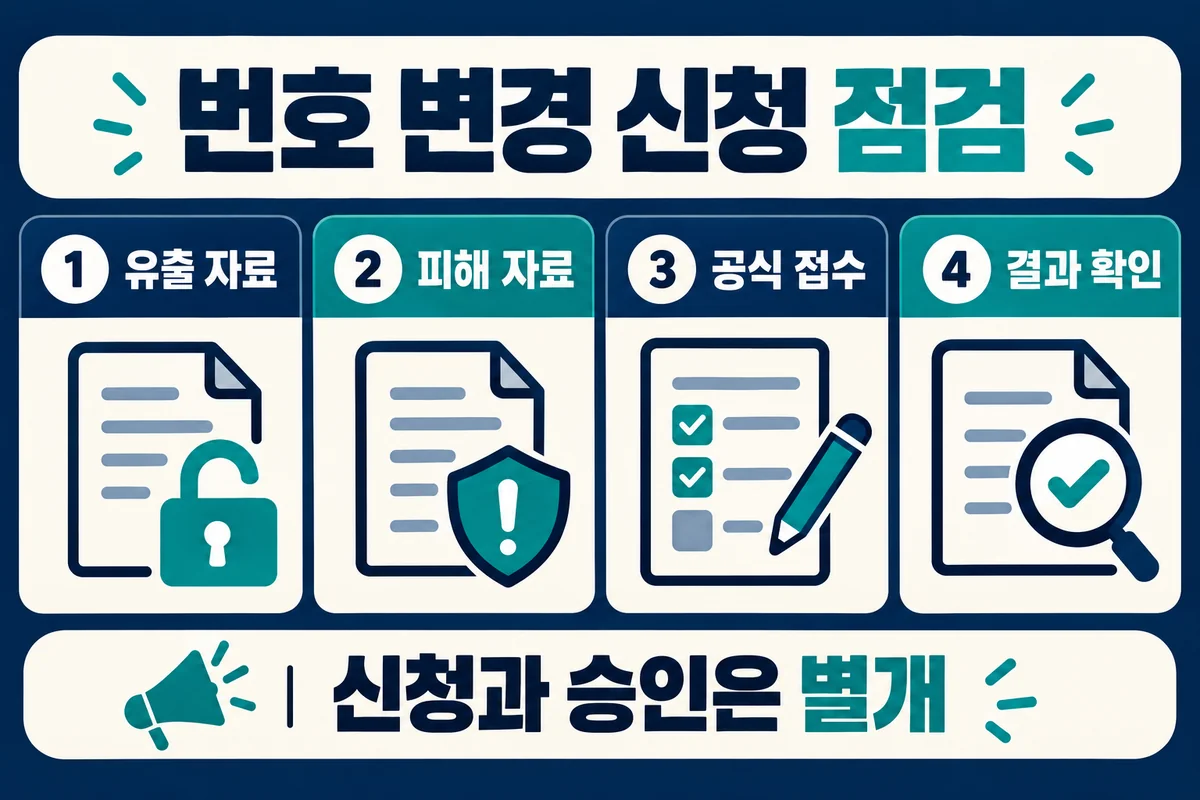 번호 변경 신청 점검
1 유출 자료
2 피해 자료
3 공식 접수
4 결과 확인
신청과 승인은 별개